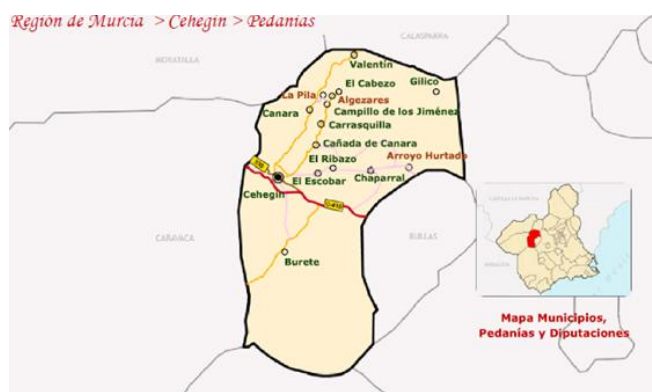 Región de Murcia > Cehegín > Pedanías
CALASPARRA
MORATALLA
Valentín
El Cabezo
Gilico
La Pila
Algezares
Canara
Campillo de los Jiménez
Carrasquilla
Cañada de Canara
El Ribazo
Arroyo Hurtado
El Escobar
Chaparral
Cehegín
CARAVACA
BULLAS
Burete
Mapa Municipios,
Pedanías y Diputaciones